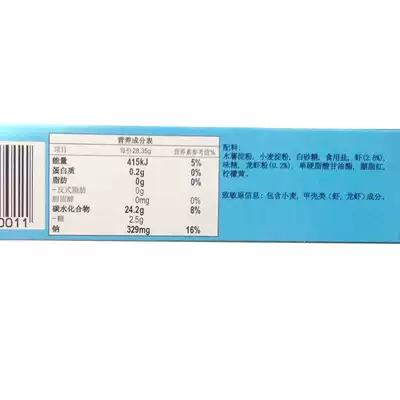 营养成分表
项目 每份28.35g 营养素参考值%
能量 415kJ 5%
蛋白质 0.2g 0%
脂肪 0g 0%
-反式脂肪 0g
胆固醇 0mg 0%
碳水化合物 24.2g 8%
-糖 2.5g
钠 329mg 16%
配料:
木薯淀粉, 小麦淀粉, 白砂糖, 食用盐, 虾(2.8%),
味精, 龙虾粉(0.2%), 单硬脂酸甘油酯, 胭脂红,
柠檬黄。
致敏原信息: 包含小麦, 甲壳类 (虾, 龙虾) 成分。
0011